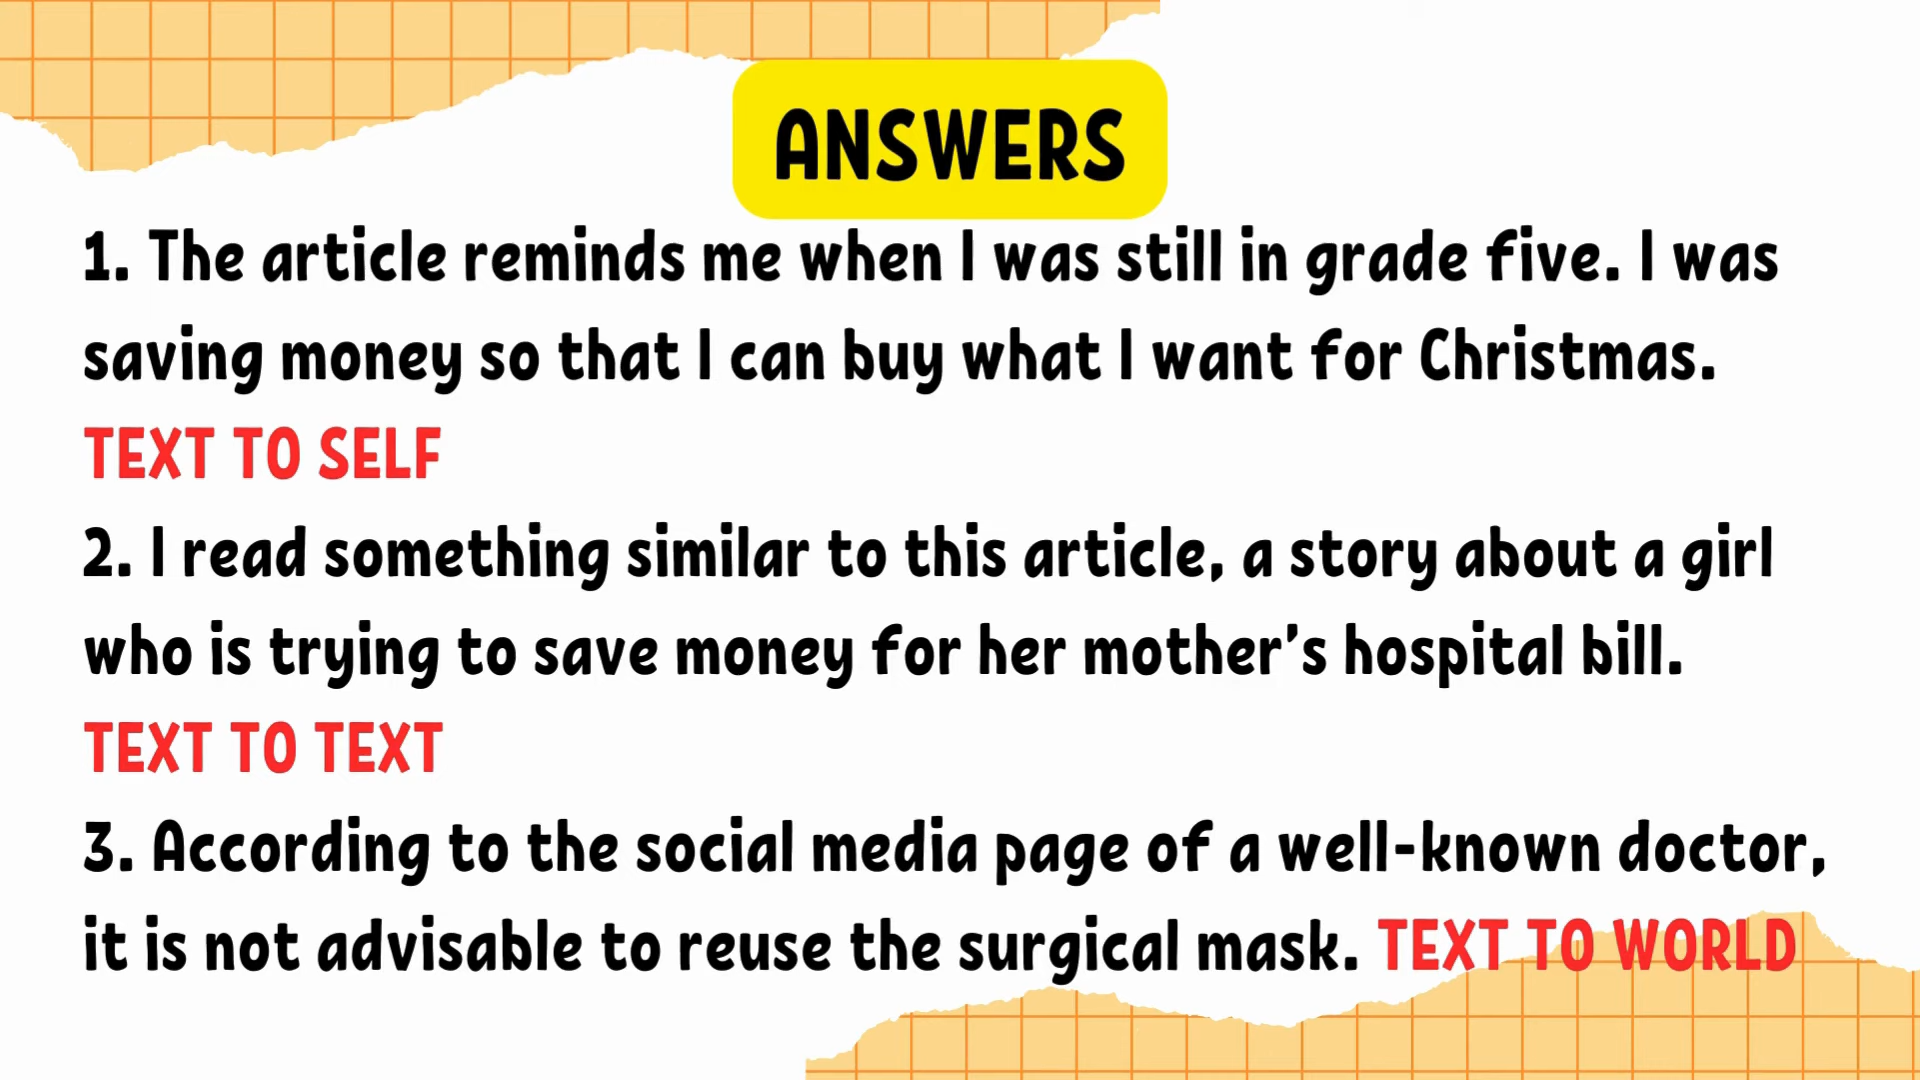 ANSWERS
1. The article reminds me when I was still in grade five. I was
saving money so that I can buy what I want for Christmas.
TEXT TO SELF
2. I read something similar to this article, a story about a girl
who is trying to save money for her mother's hospital bill.
TEXT TO TEXT
3. According to the social media page of a well-known doctor,
it is not advisable to reuse the surgical mask. TEXT TO WORLD